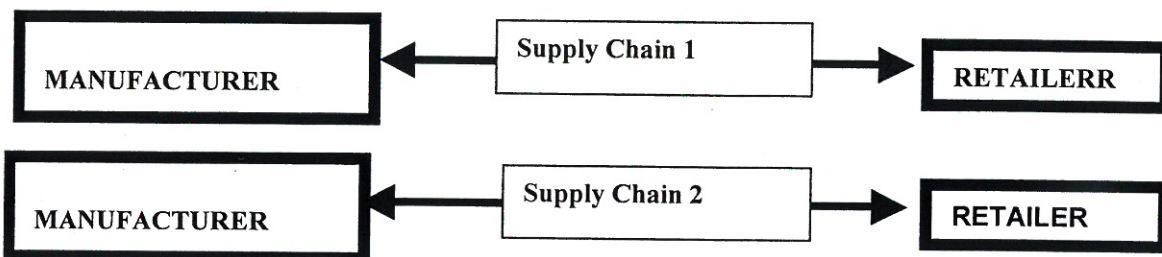 MANUFACTURER
Supply Chain 1
RETAILERR
MANUFACTURER
Supply Chain 2
RETAILER